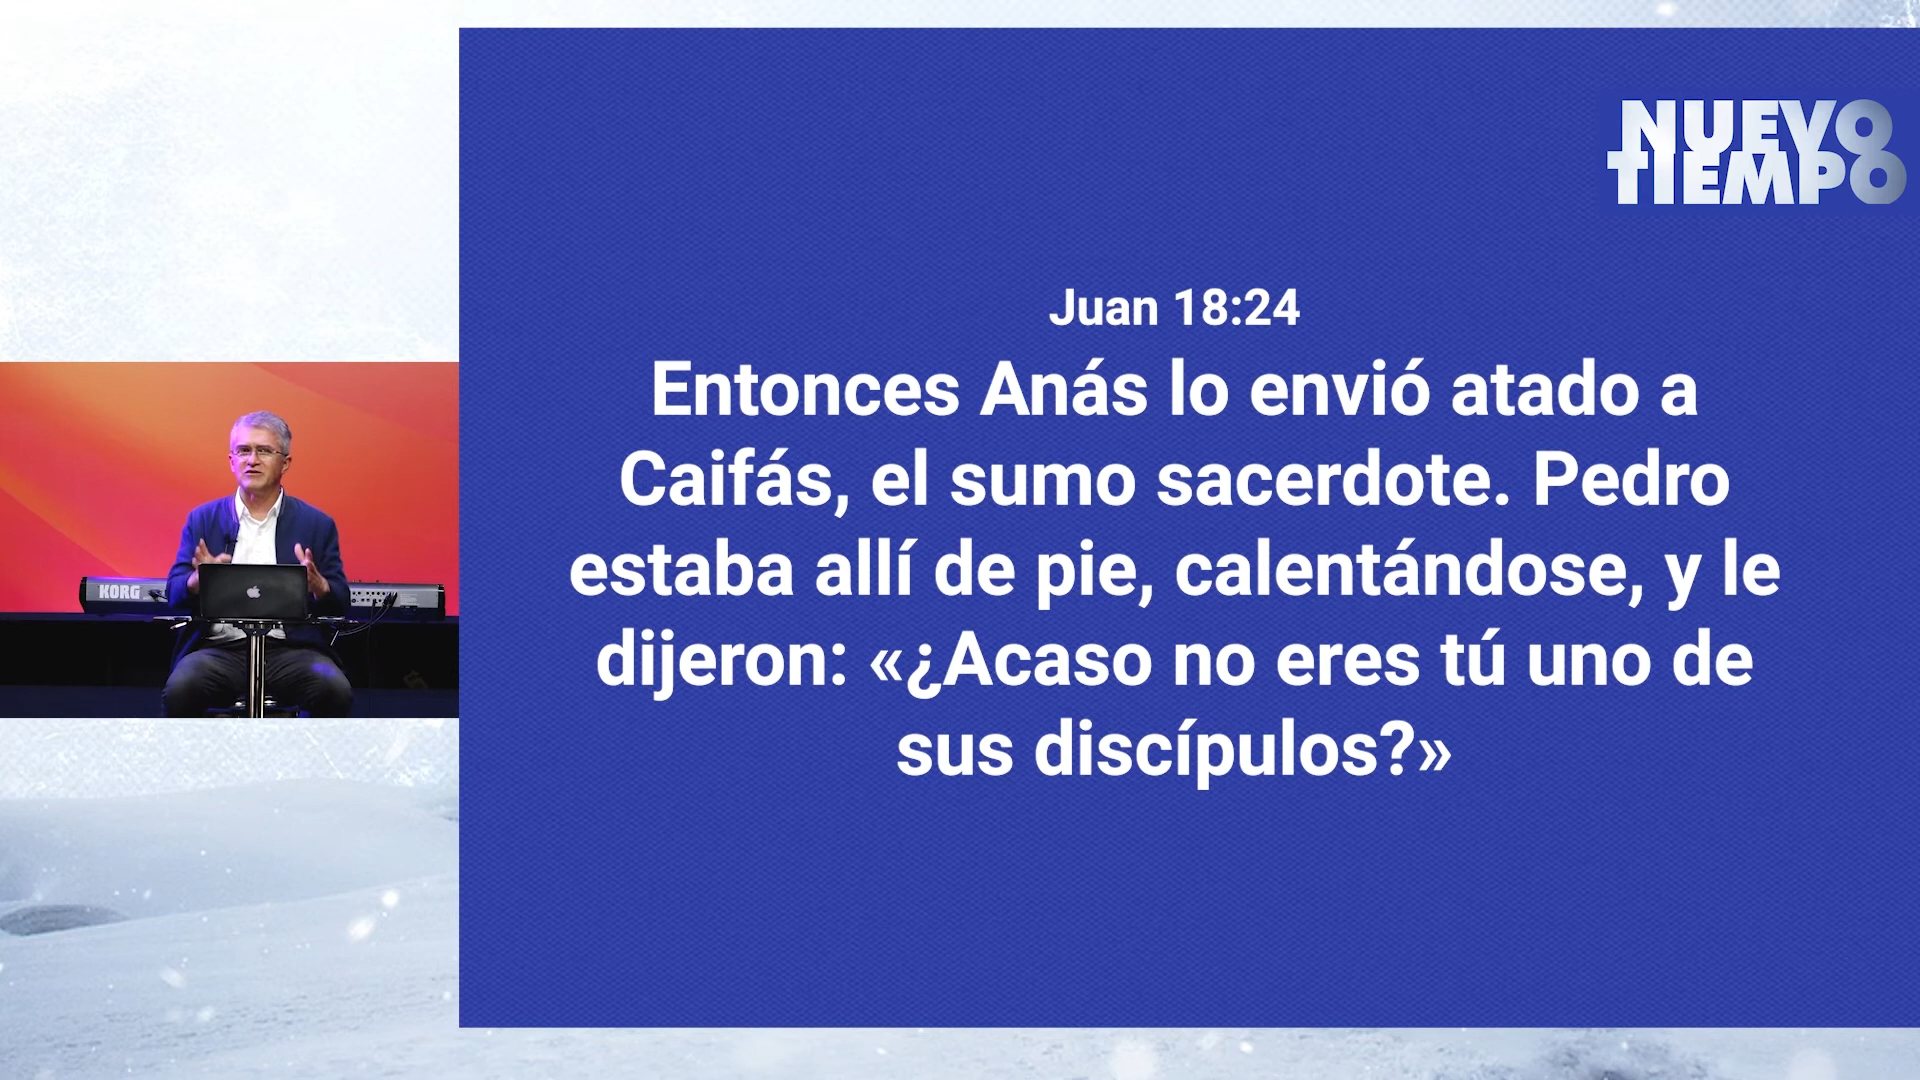 NUEVO
TIEMPO
Juan 18:24
Entonces Anás lo envió atado a
Caifás, el sumo sacerdote. Pedro
estaba allí de pie, calentándose, y le
dijeron: «¿Acaso no eres tú uno de
sus discípulos?»
KORG